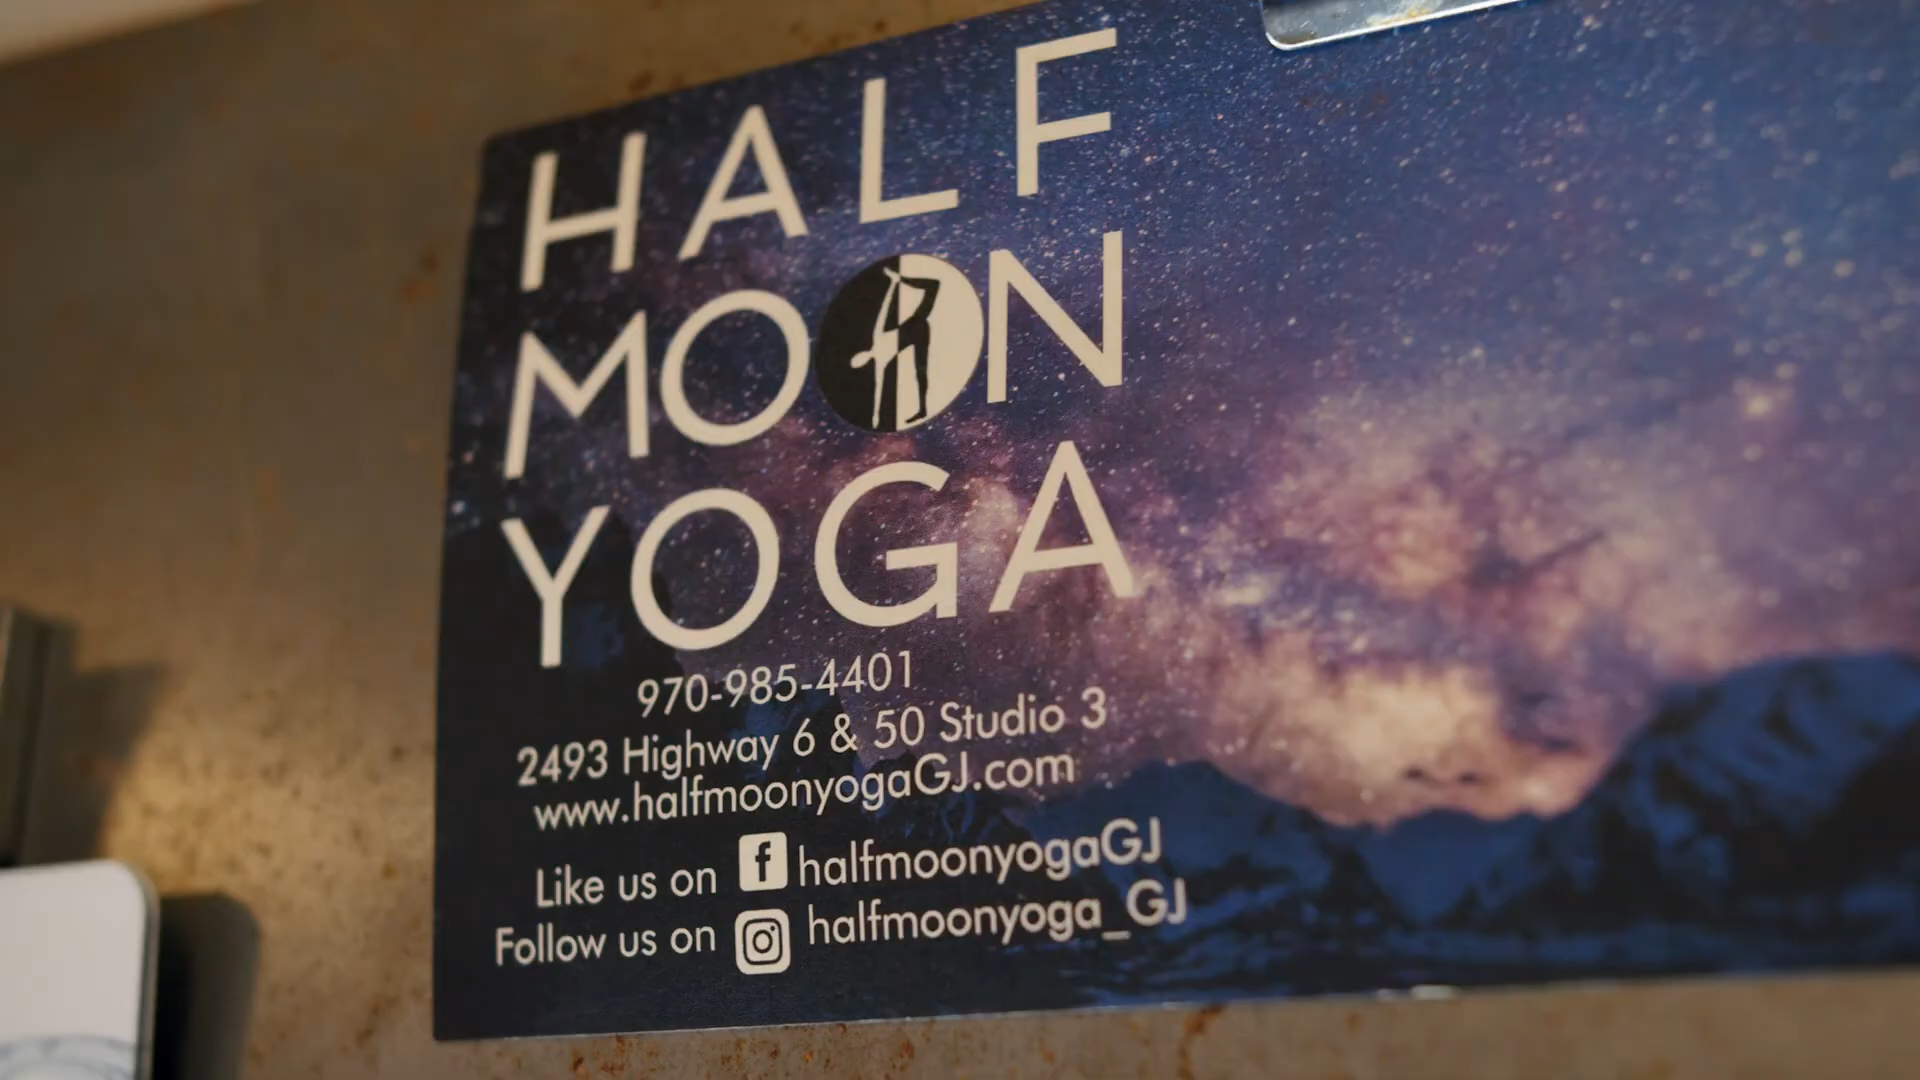 HALF
MOON
YOGA
970-985-4401
2493 Highway 6 & 50 Studio 3
www.halfmoonyogaGJ.com
Like us on f halfmoonyogaGJ
Follow us on halfmoonyoga_GJ